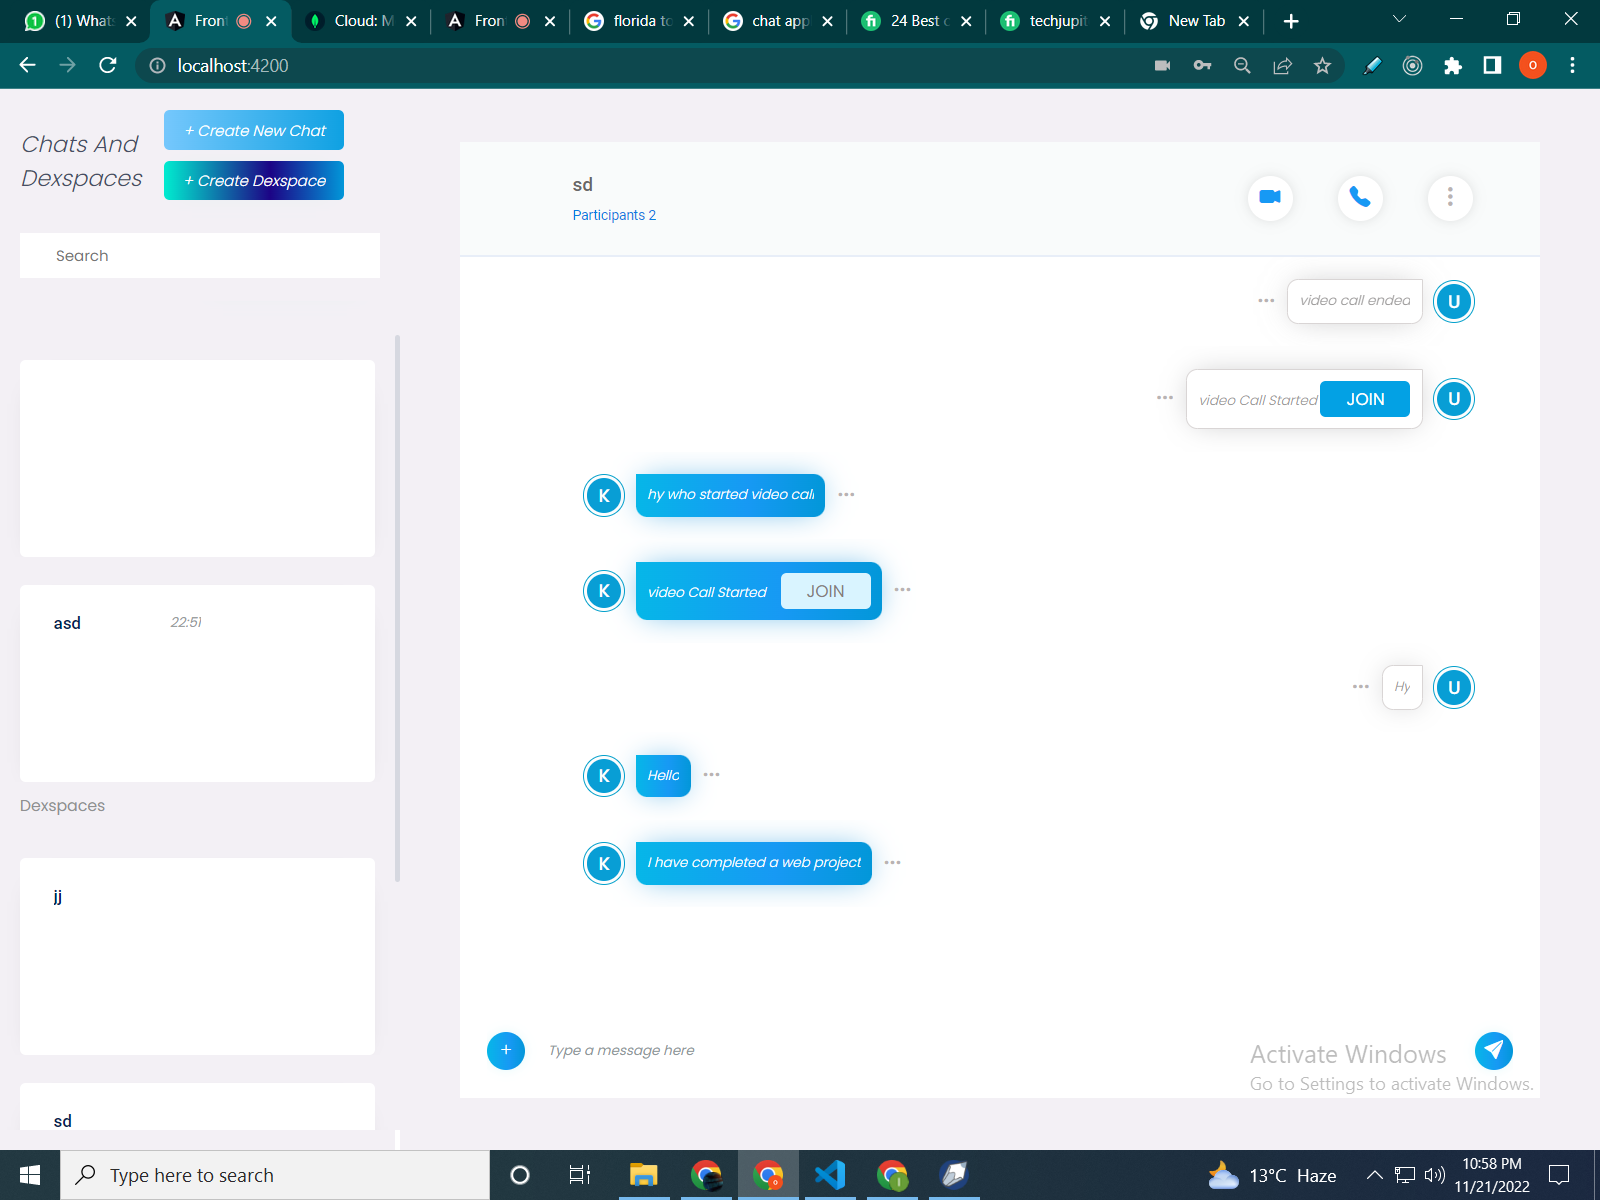 (1) Whats
Fron
Cloud: M
Fron
florida to
chat app
24 Best c
techjupit
New Tab
localhost:4200
O
Chats And
Dexspaces
+ Create New Chat
+ Create Dexspace
Search
asd
22:51
Dexspaces
jj
sd
sd
Participants 2
video call ended
U
video Call Started
JOIN
U
K
hy who started video call
K
video Call Started
JOIN
Hy
U
K
Hello
K
I have completed a web project
+
Type a message here
Activate Windows
Go to Settings to activate Windows.
Type here to search
13°C Haze
10:58 PM
11/21/2022